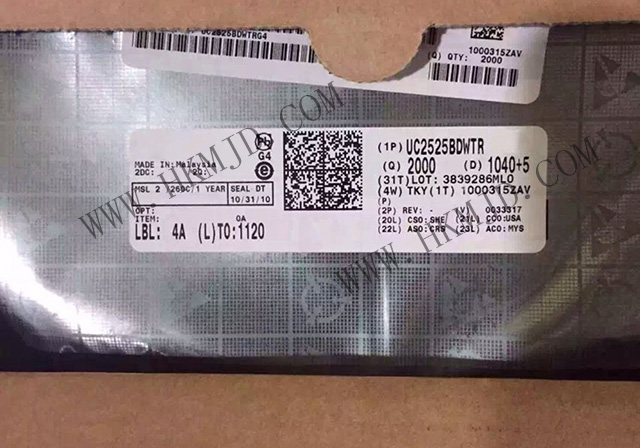 UC2525BDWTRG4
1000315ZAV
(Q) QTY: 2000
Pb
G4
e
MADE IN: Malaysia
2DC: 20:
MSL 2 /260C/1 YEAR SEAL DT
10/31/10
OPT:
ITEM: 0A
LBL: 4A (L)TO:1120
(1P) UC2525BDWTR
(Q) 2000 (D) 1040+5
(31T)LOT: 3839286ML0
(4W) TKY(1T) 1000315ZAV
(P)
(2P) REV: - 0033317
(20L) CSO:SHE (21L) CCO:USA
(22L) ASO:CRS (23L) ACO:MYS
WWW.HKMJD.COM
WWW.HKMJD.COM